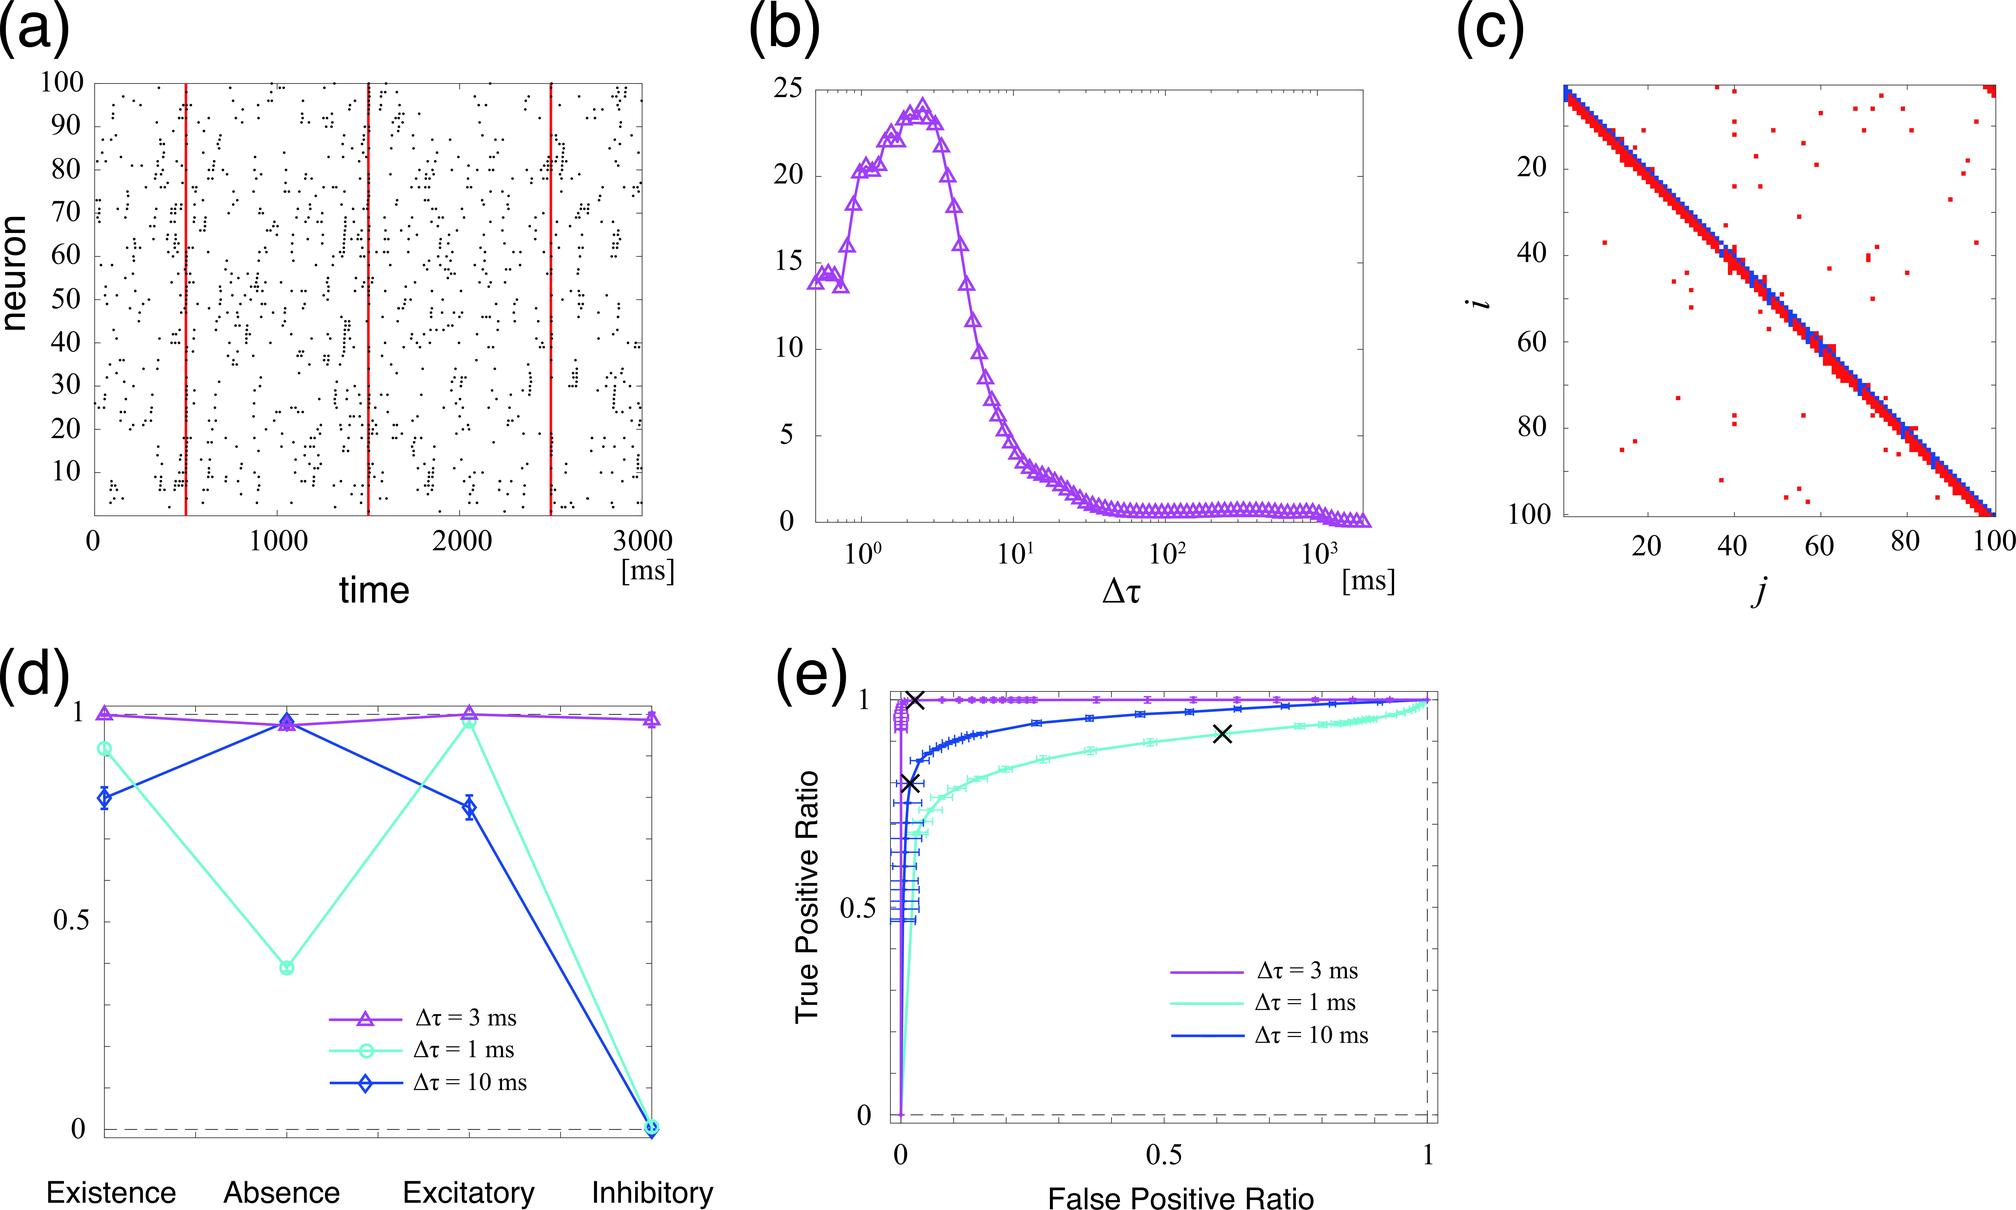 (a)
100
90
80
70
60
50
40
30
20
10
neuron
0 1000 2000 3000
[ms]
time
(b)
25
20
15
10
5
0
10⁰ 10¹ 10² 10³
[ms]
Δτ
(c)
20
40
60
80
100
i
20 40 60 80 100
j
(d)
1
0.5
0
Δτ = 3 ms
Δτ = 1 ms
Δτ = 10 ms
Existence Absence Excitatory Inhibitory
(e)
1
0.5
0
True Positive Ratio
Δτ = 3 ms
Δτ = 1 ms
Δτ = 10 ms
0 0.5 1
False Positive Ratio